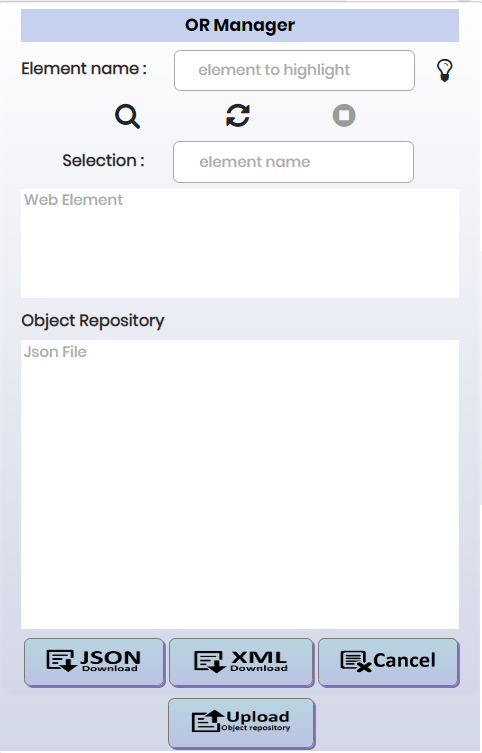 OR Manager
Element name :
element to highlight
Selection :
element name
Web Element
Object Repository
Json File
JSON
Download
XML
Download
Cancel
Upload
Object repository